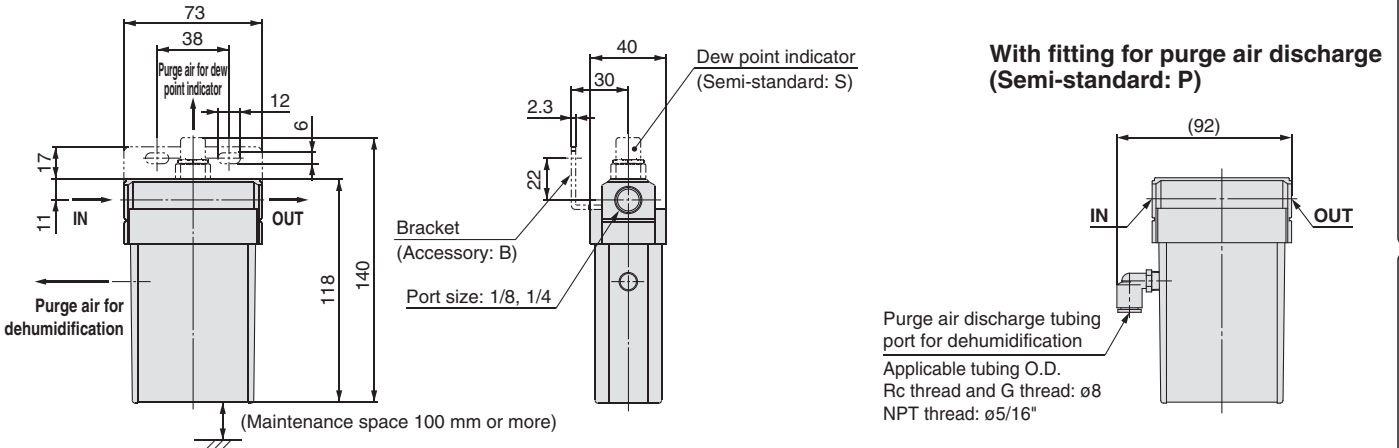 73
38
Purge air for dew
point indicator
12
6
17
11
IN
OUT
118
140
Purge air for
dehumidification
(Maintenance space 100 mm or more)
40
30
2.3
22
Dew point indicator
(Semi-standard: S)
Bracket
(Accessory: B)
Port size: 1/8, 1/4
With fitting for purge air discharge
(Semi-standard: P)
(92)
IN
OUT
Purge air discharge tubing
port for dehumidification
Applicable tubing O.D.
Rc thread and G thread: ø8
NPT thread: ø5/16"